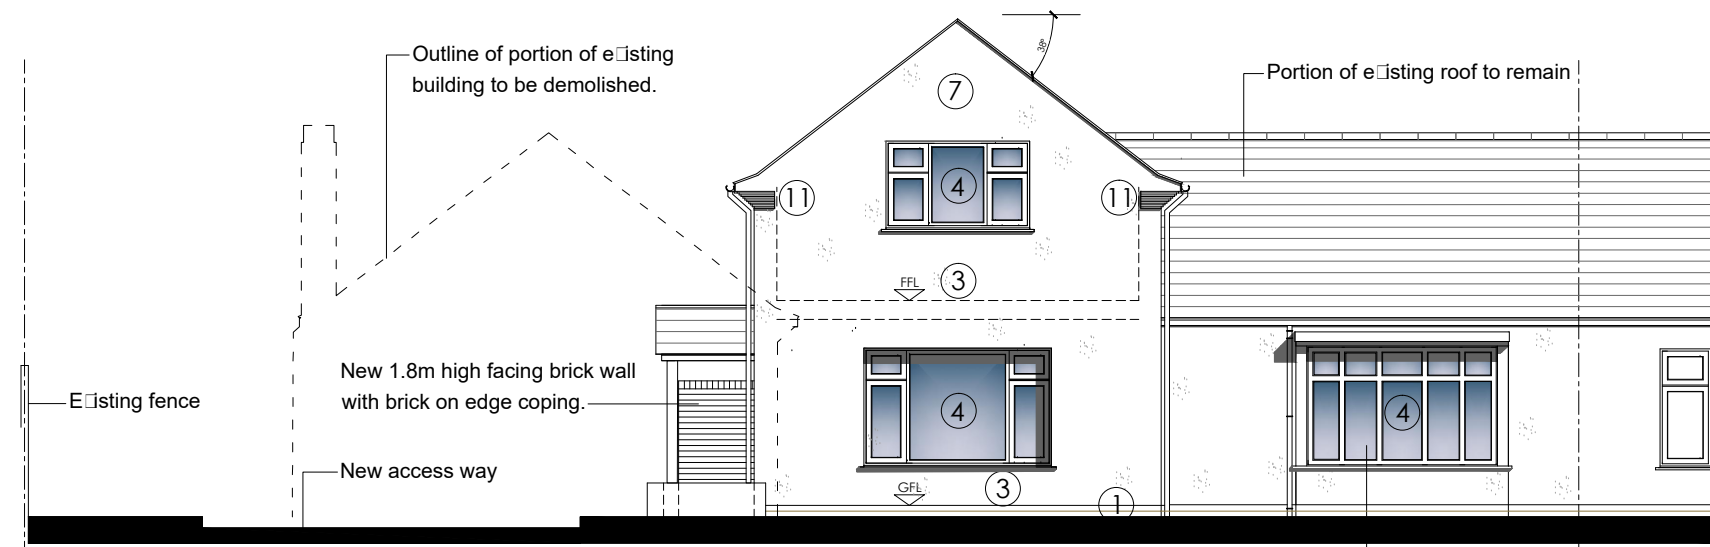 Outline of portion of e□isting
building to be demolished.
38°
Portion of e□isting roof to remain
7
4
11
11
3
FFL
New 1.8m high facing brick wall
with brick on edge coping.
E□isting fence
4
4
New access way
GFL
3
1